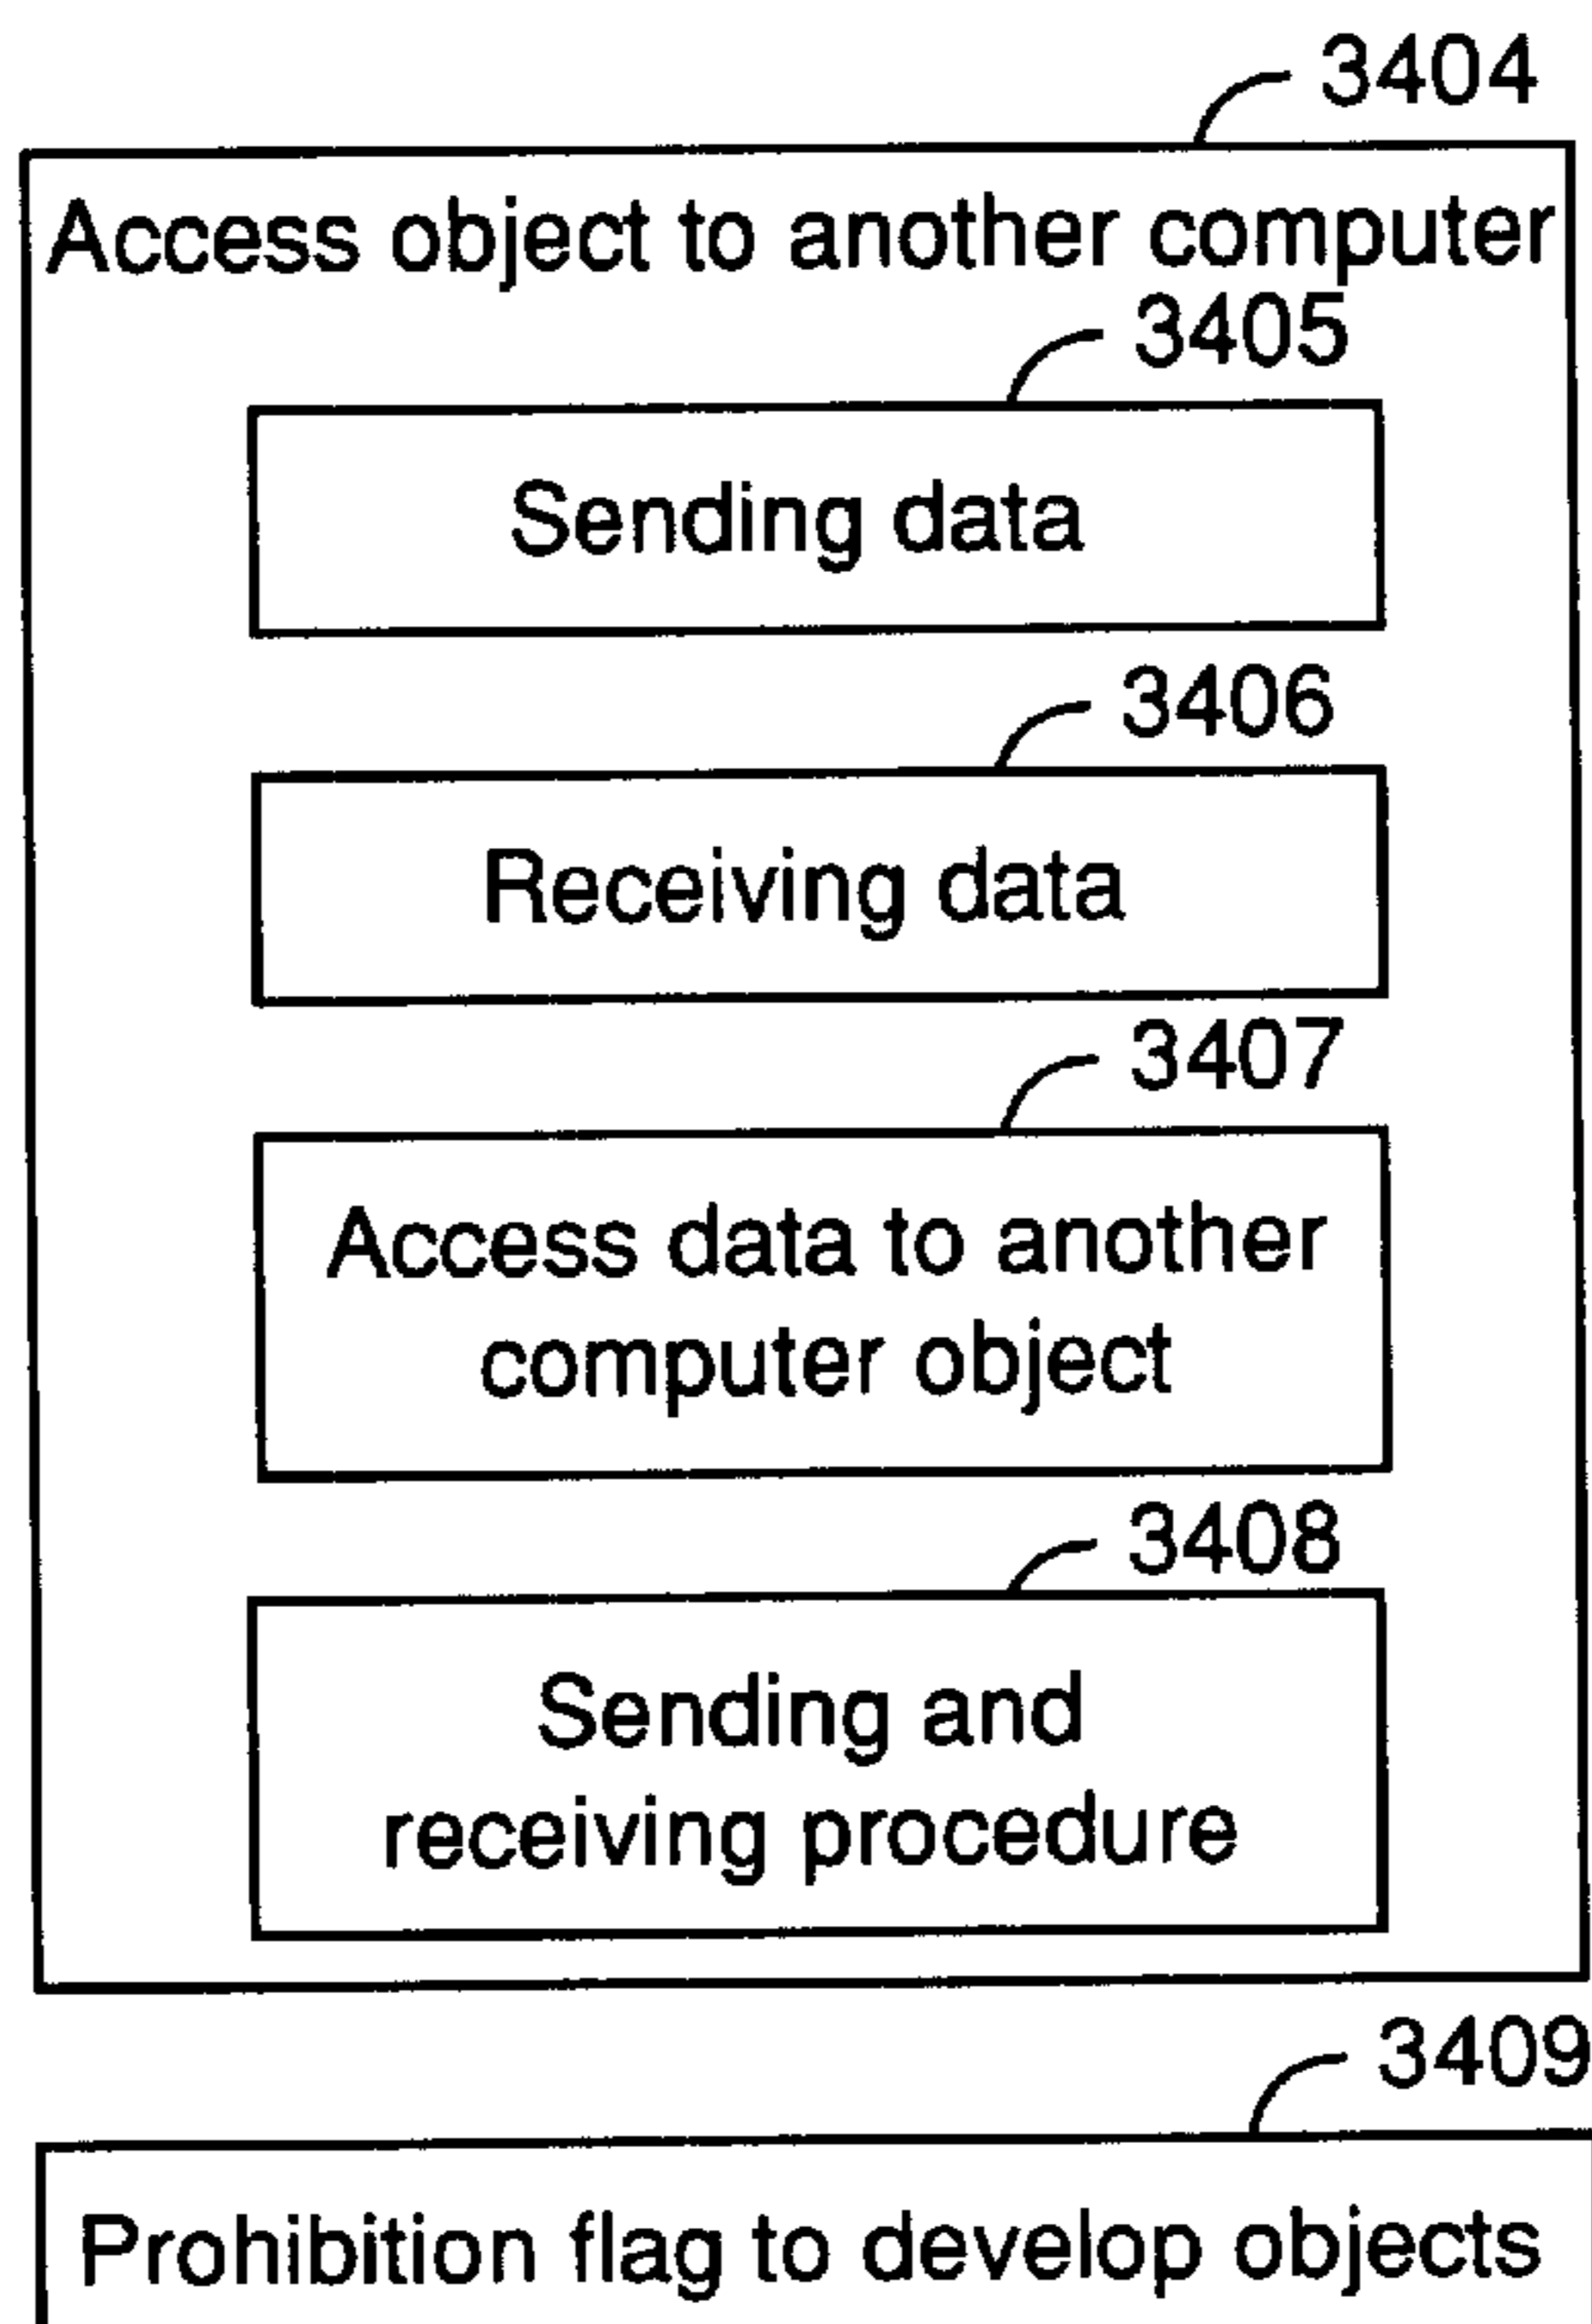 3404
Access object to another computer
3405
Sending data
3406
Receiving data
3407
Access data to another
computer object
3408
Sending and
receiving procedure
3409
Prohibition flag to develop objects